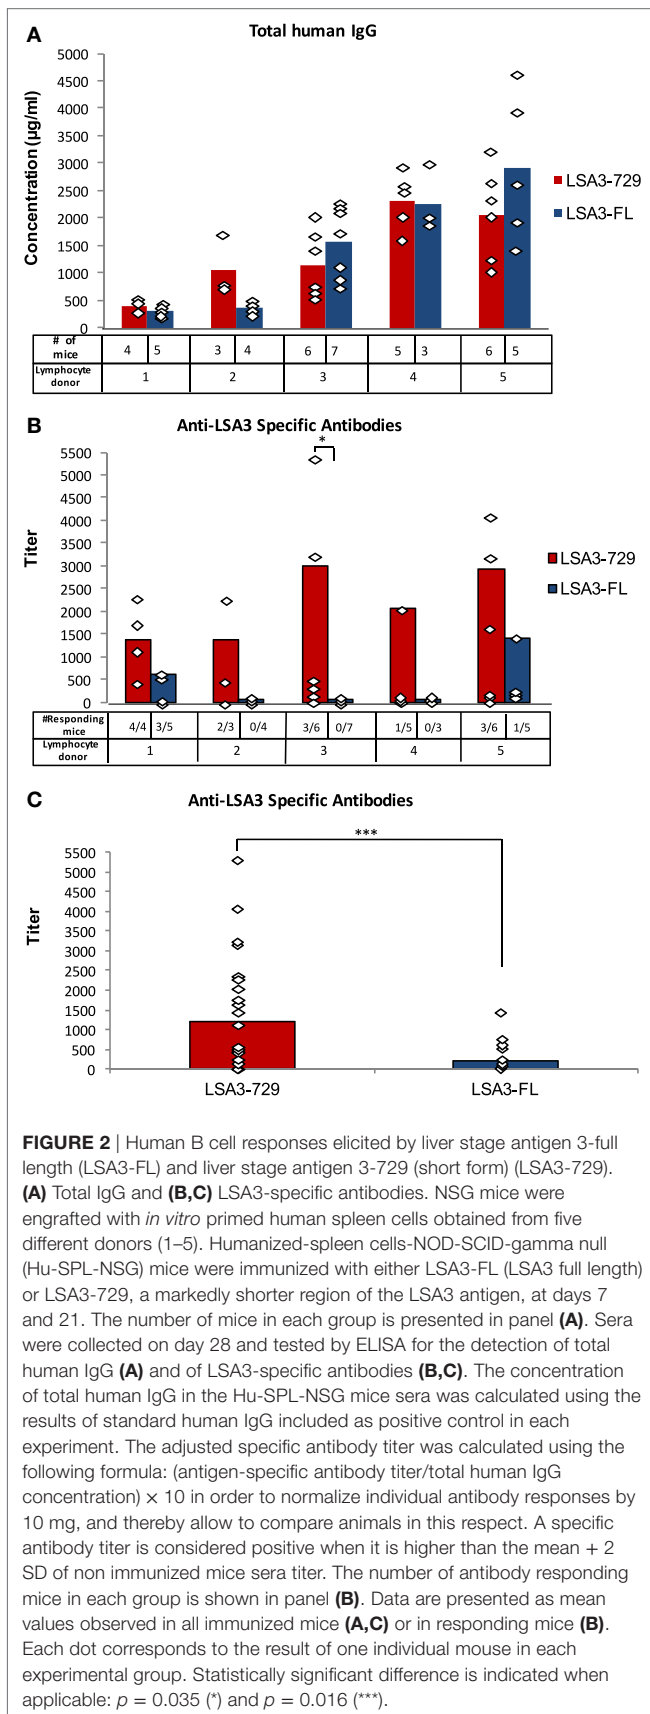 A
Total human IgG
Concentration (µg/ml)
5000
4500
4000
3500
3000
2500
2000
1500
1000
500
0
LSA3-729
LSA3-FL
# of mice
4 5 3 4 6 7 5 3 6 5
Lymphocyte donor
1 2 3 4 5
B
Anti-LSA3 Specific Antibodies
*
Titer
5500
5000
4500
4000
3500
3000
2500
2000
1500
1000
500
0
LSA3-729
LSA3-FL
#Responding mice
4/4 3/5 2/3 0/4 3/6 0/7 1/5 0/3 3/6 1/5
Lymphocyte donor
1 2 3 4 5
C
Anti-LSA3 Specific Antibodies
***
Titer
5500
5000
4500
4000
3500
3000
2500
2000
1500
1000
500
0
LSA3-729 LSA3-FL
FIGURE 2 | Human B cell responses elicited by liver stage antigen 3-full
length (LSA3-FL) and liver stage antigen 3-729 (short form) (LSA3-729).
(A) Total IgG and (B,C) LSA3-specific antibodies. NSG mice were
engrafted with in vitro primed human spleen cells obtained from five
different donors (1–5). Humanized-spleen cells-NOD-SCID-gamma null
(Hu-SPL-NSG) mice were immunized with either LSA3-FL (LSA3 full length)
or LSA3-729, a markedly shorter region of the LSA3 antigen, at days 7
and 21. The number of mice in each group is presented in panel (A). Sera
were collected on day 28 and tested by ELISA for the detection of total
human IgG (A) and of LSA3-specific antibodies (B,C). The concentration
of total human IgG in the Hu-SPL-NSG mice sera was calculated using the
results of standard human IgG included as positive control in each
experiment. The adjusted specific antibody titer was calculated using the
following formula: (antigen-specific antibody titer/total human IgG
concentration) × 10 in order to normalize individual antibody responses by
10 mg, and thereby allow to compare animals in this respect. A specific
antibody titer is considered positive when it is higher than the mean + 2
SD of non immunized mice sera titer. The number of antibody responding
mice in each group is shown in panel (B). Data are presented as mean
values observed in all immunized mice (A,C) or in responding mice (B).
Each dot corresponds to the result of one individual mouse in each
experimental group. Statistically significant difference is indicated when
applicable: p = 0.035 (*) and p = 0.016 (***).